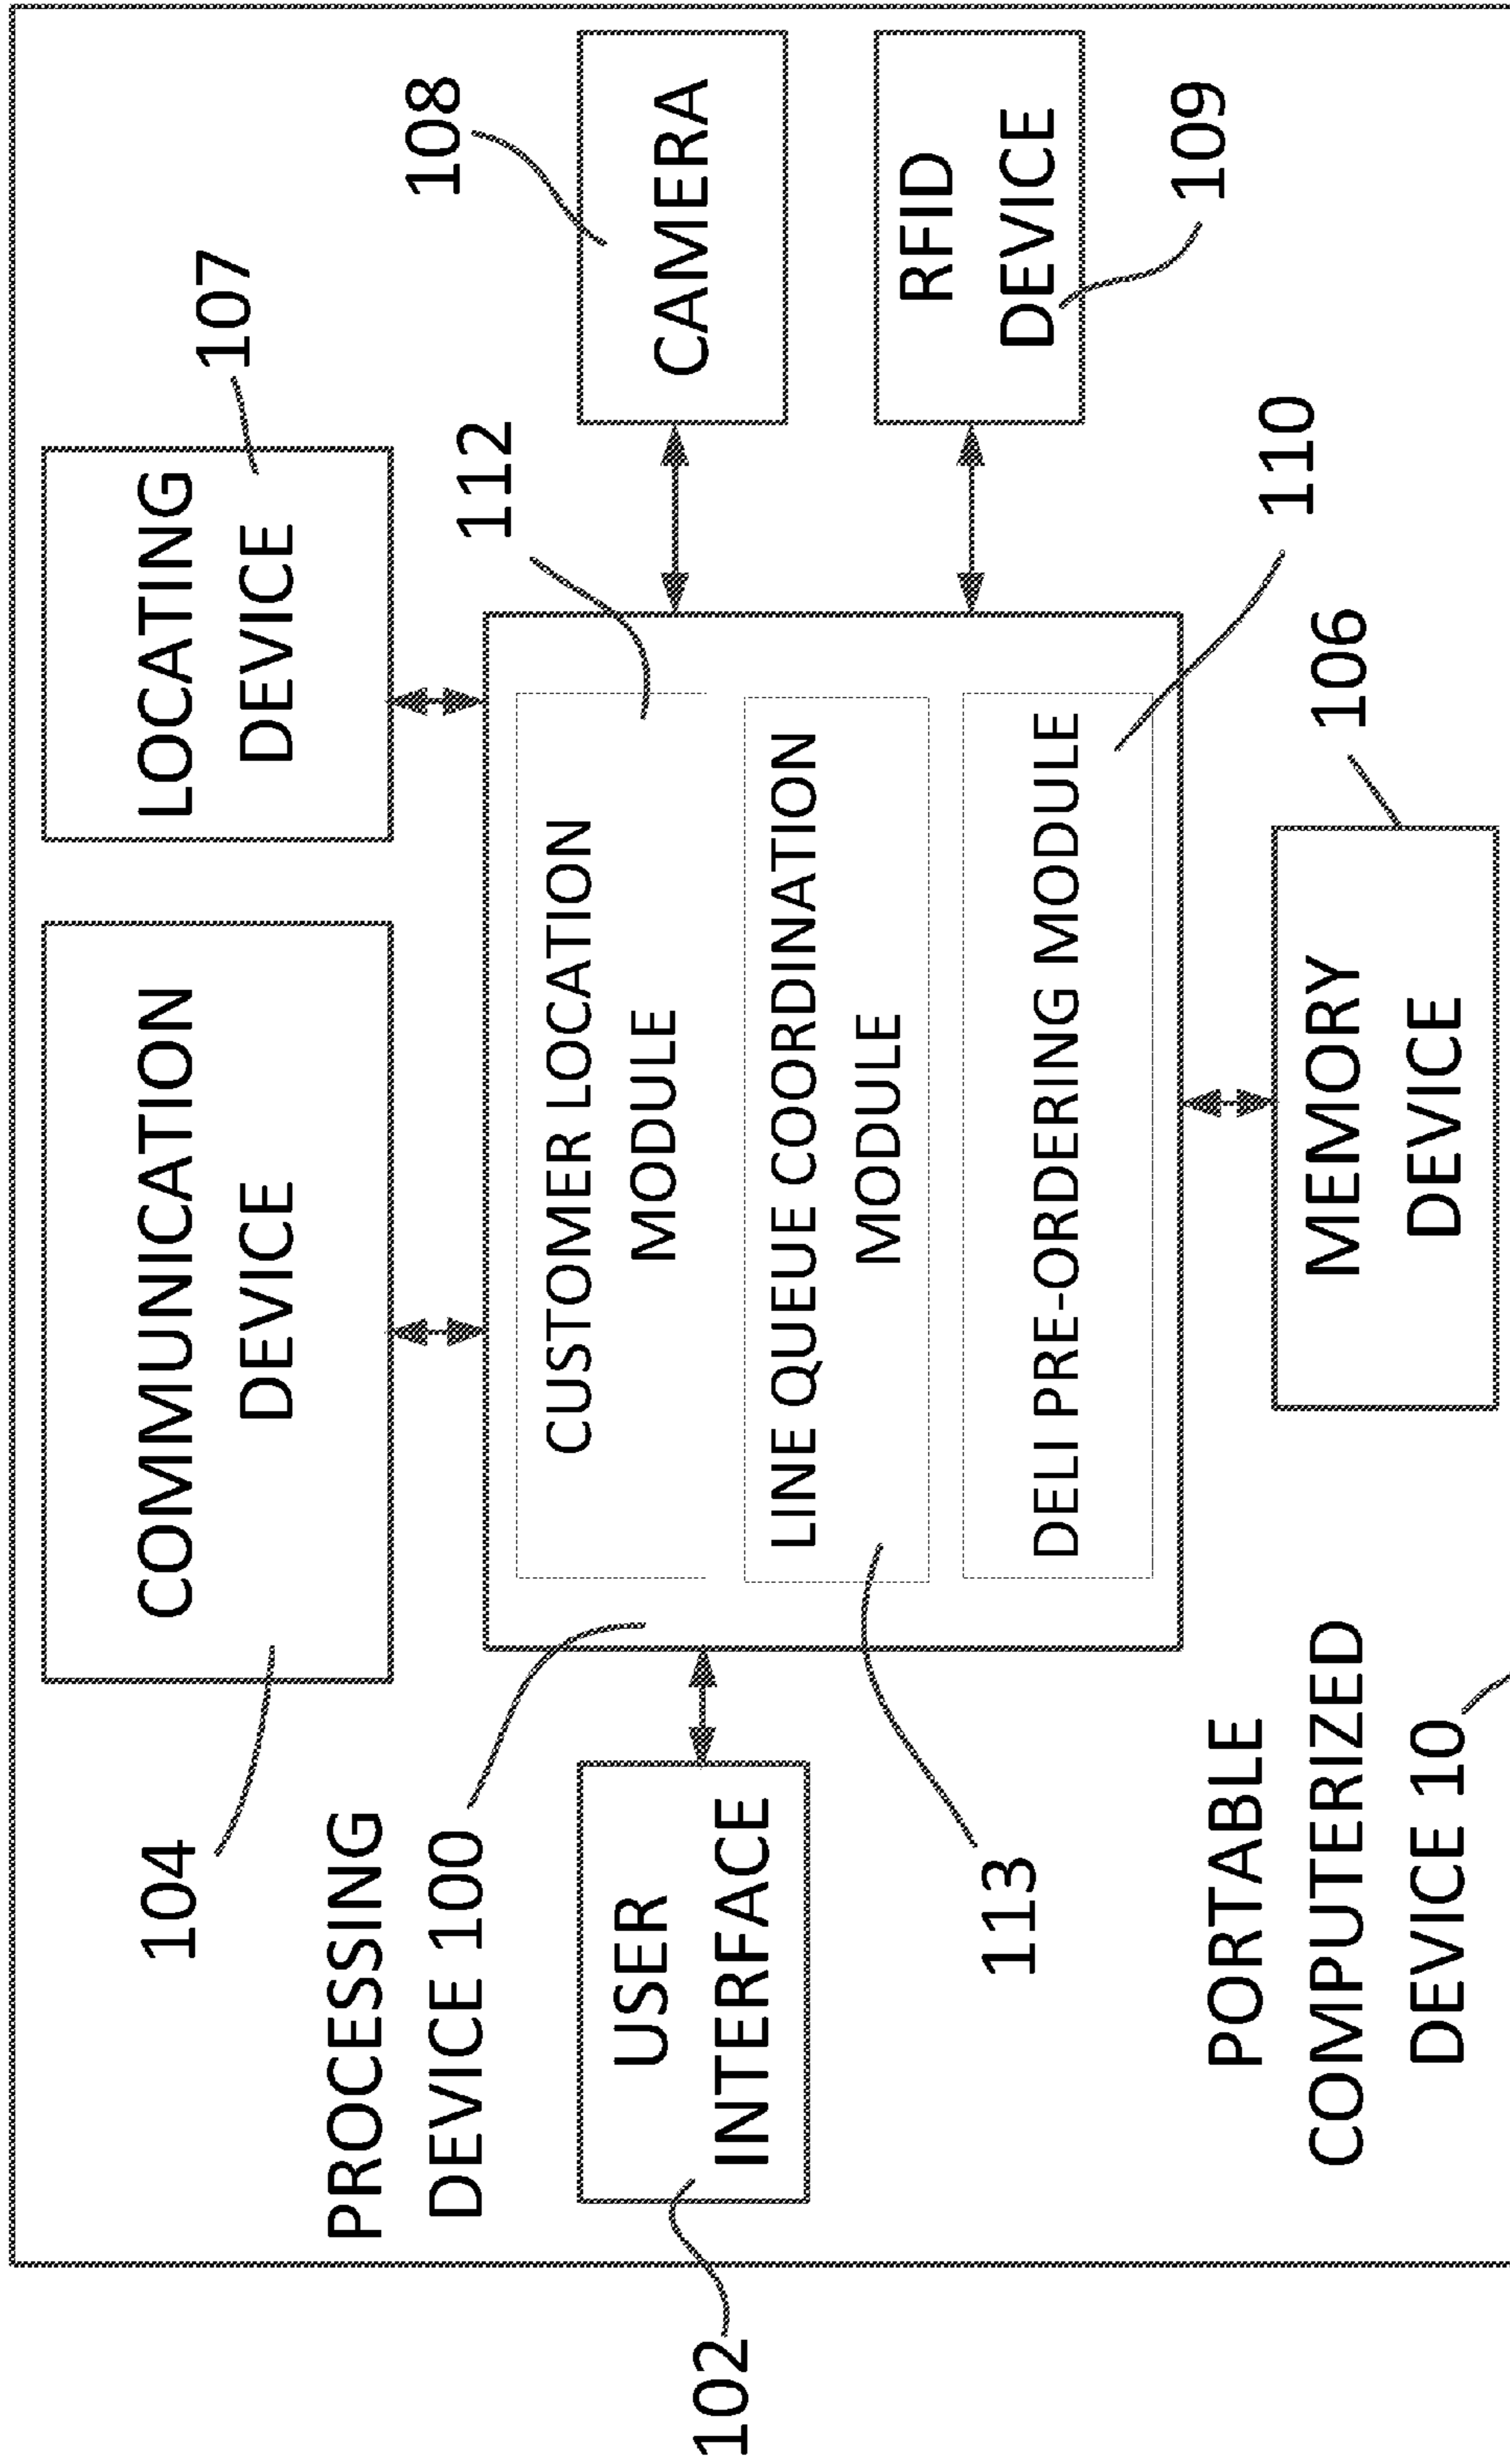 COMMUNICATION
DEVICE
104
LOCATING
DEVICE
107
PROCESSING
DEVICE 100
112
108
CUSTOMER LOCATION
MODULE
LINE QUEUE COORDINATION
MODULE
DELI PRE-ORDERING MODULE
USER
INTERFACE
102
CAMERA
RFID
DEVICE
109
113
110
PORTABLE
COMPUTERIZED
DEVICE 10
MEMORY
DEVICE
106